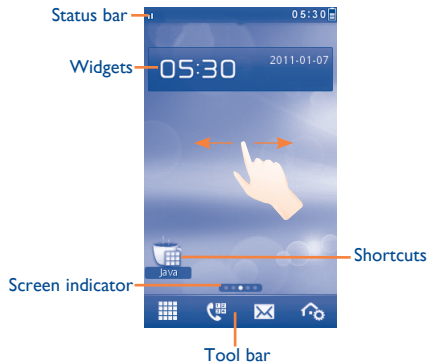 Status bar
05:30
Widgets
05:30
2011-01-07
Java
Shortcuts
Screen indicator
Tool bar